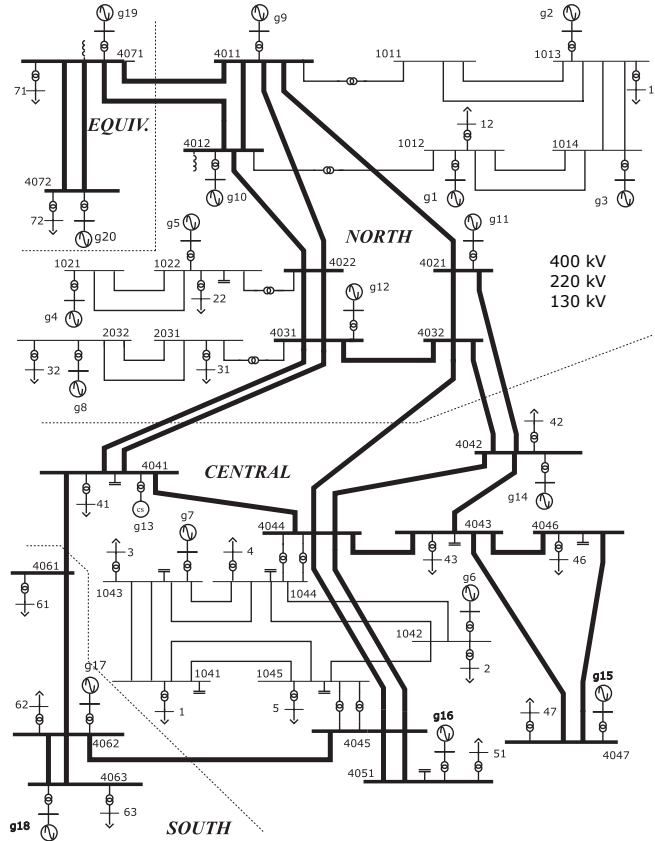 g19
g9
g2
4071
4011
1011
1013
71
1
EQUIV.
12
4012
1012
1014
4072
g10
g1
g3
72
g20
g5
g11
NORTH
400 kV
220 kV
130 kV
1021
1022
4022
4021
g12
22
g4
2032
2031
4031
4032
32
31
g8
42
4042
4041
CENTRAL
41
cs
g13
g14
g7
4044
4043
4046
3
4
43
46
4061
g6
1043
1044
61
1042
2
g17
1041
1045
g15
62
1
5
g16
47
4062
4045
51
4047
4051
4063
g18
63
SOUTH